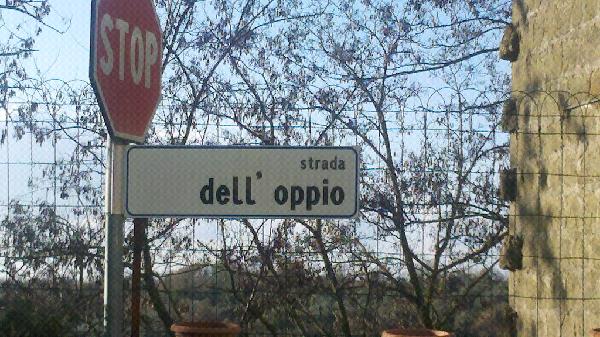 STOP
strada
dell' oppio